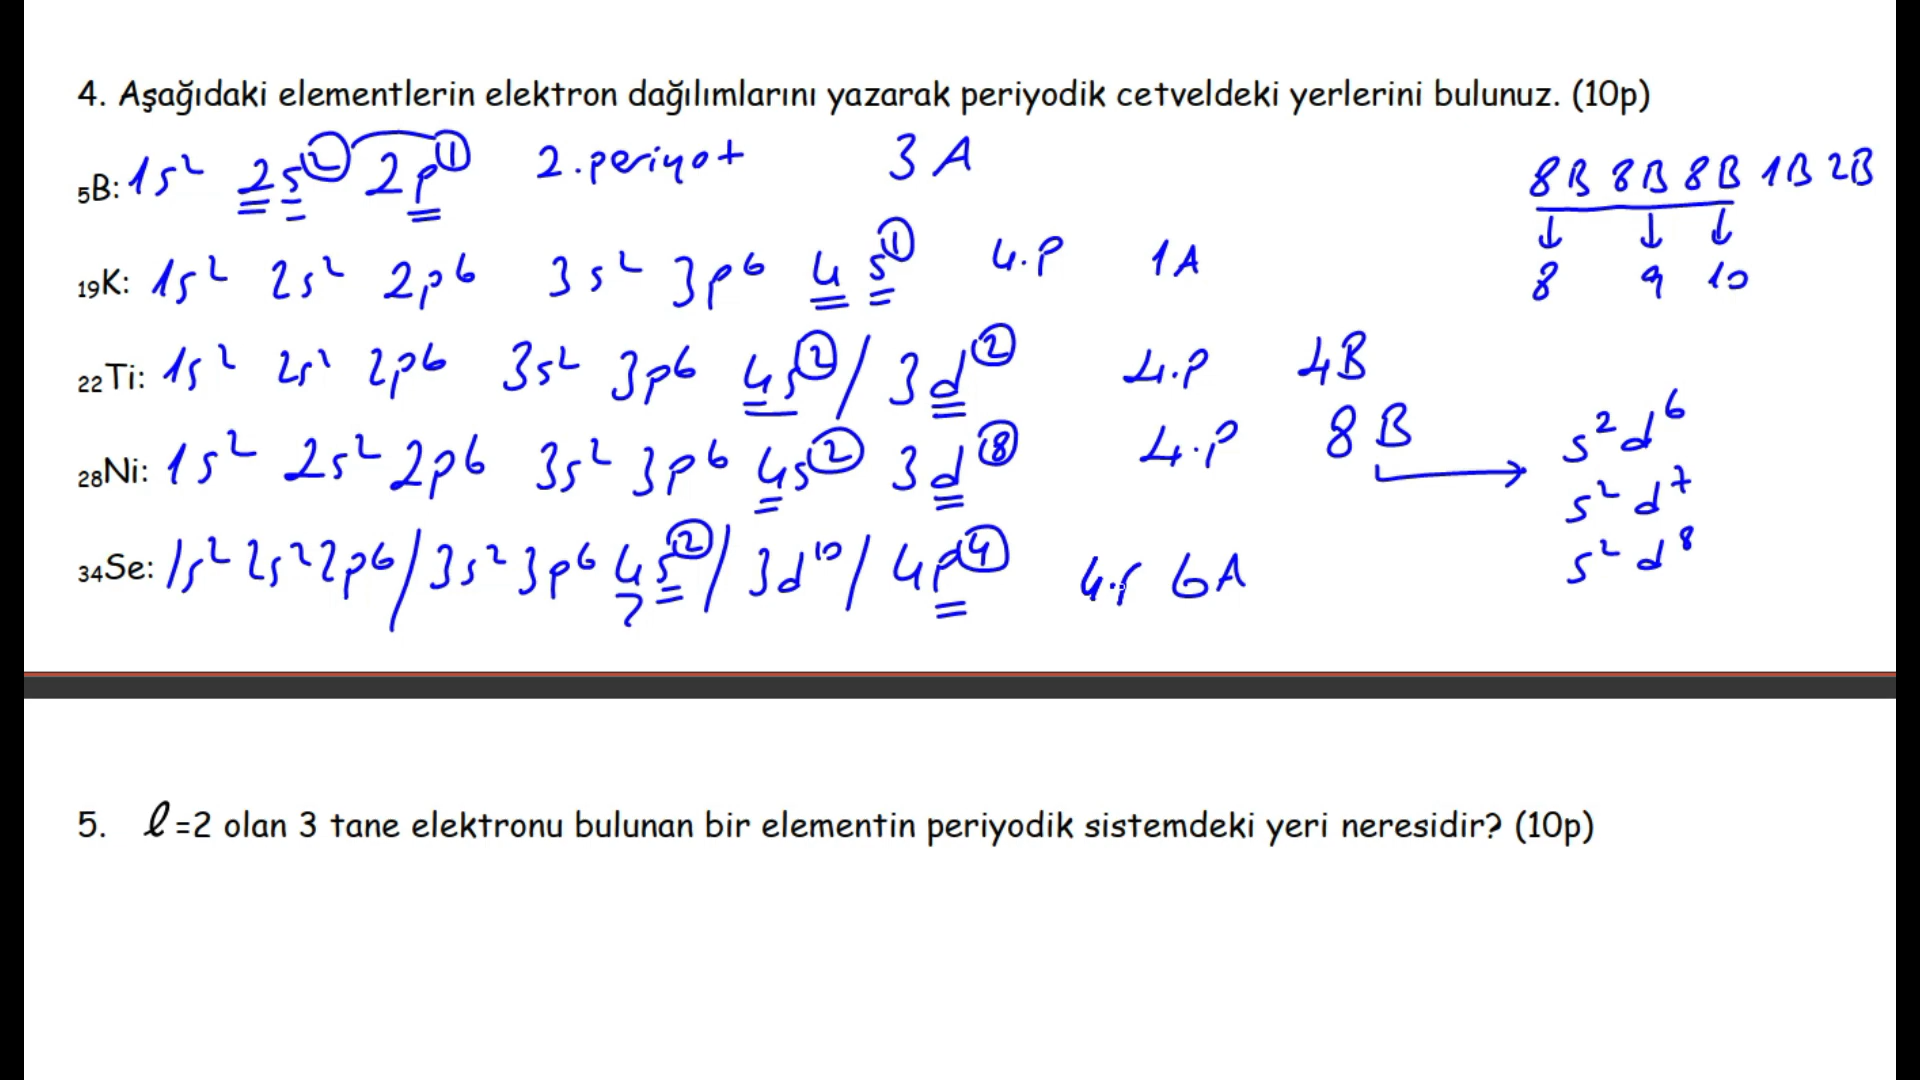 4. Aşağıdaki elementlerin elektron dağılımlarını yazarak periyodik cetveldeki yerlerini bulunuz. (10p)
₅B: 1s² 2s² 2p¹ 2.periyot 3A
8B 8B 8B 1B 2B
↓ ↓ ↓
8 9 10
₁₉K: 1s² 2s² 2p⁶ 3s² 3p⁶ 4s¹ 4.p 1A
₂₂Ti: 1s² 2s² 2p⁶ 3s² 3p⁶ 4s² / 3d² 4.p 4B
₂₈Ni: 1s² 2s² 2p⁶ 3s² 3p⁶ 4s² 3d⁸ 4.p 8B → s²d⁶
s²d⁷
s²d⁸
₃₄Se: 1s² 2s² 2p⁶ / 3s² 3p⁶ 4s² / 3d¹⁰ / 4p⁴ 4.p 6A
5. ℓ=2 olan 3 tane elektronu bulunan bir elementin periyodik sistemdeki yeri neresidir? (10p)